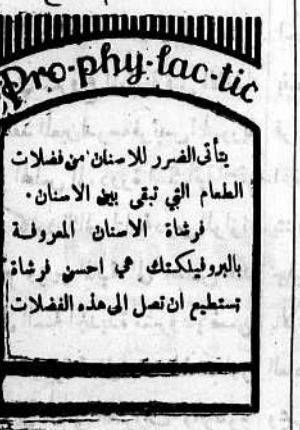 Pro-phy-lac-tic
يتأتى الضرر للاسنان من فضلات
الطعام التي تبقى بين الاسنان.
فرشاة الاسنان المعروفة
بالبروفيلكتك هي احسن فرشاة
تستطيع ان تصل الى هذه الفضلات